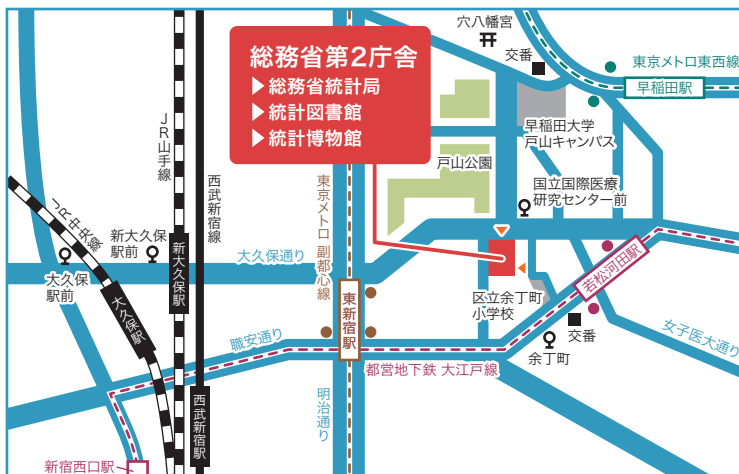 総務省第2庁舎
▶総務省統計局
▶統計図書館
▶統計博物館
穴八幡宮
交番
東京メトロ東西線
早稲田駅
早稲田大学
戸山キャンパス
戸山公園
国立国際医療
研究センター前
JR山手線
西武新宿線
東京メトロ 副都心線
JR中央線
新大久保
駅前
大久保
駅前
大久保通り
新大久保駅
大久保駅
区立余丁町
小学校
若松河田駅
東新宿駅
職安通り
交番
余丁町
女子医大通り
都営地下鉄 大江戸線
明治通り
西武新宿駅
新宿西口駅